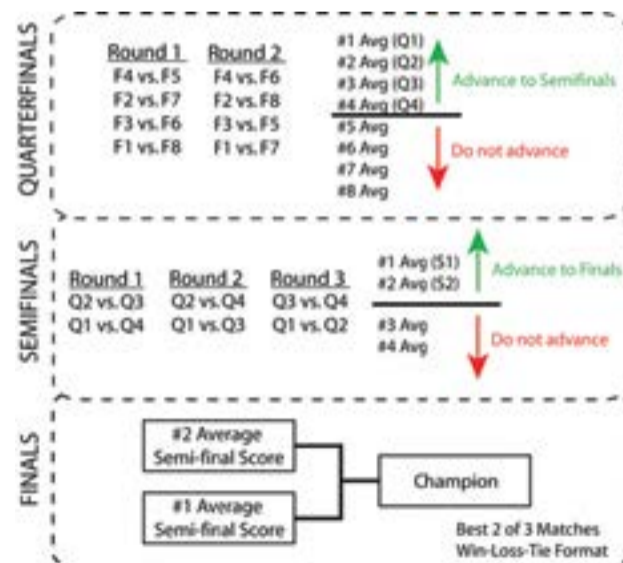 QUARTERFINALS
Round 1
F4 vs. F5
F2 vs. F7
F3 vs. F6
F1 vs. F8
Round 2
F4 vs. F6
F2 vs. F8
F3 vs. F5
F1 vs. F7
#1 Avg (Q1)
#2 Avg (Q2)
#3 Avg (Q3)
#4 Avg (Q4)
#5 Avg
#6 Avg
#7 Avg
#8 Avg
Advance to Semifinals
Do not advance
SEMIFINALS
Round 1
Q2 vs. Q3
Q1 vs. Q4
Round 2
Q2 vs. Q4
Q1 vs. Q3
Round 3
Q3 vs. Q4
Q1 vs. Q2
#1 Avg (S1)
#2 Avg (S2)
#3 Avg
#4 Avg
Advance to Finals
Do not advance
FINALS
#2 Average
Semi-final Score
#1 Average
Semi-final Score
Champion
Best 2 of 3 Matches
Win-Loss-Tie Format